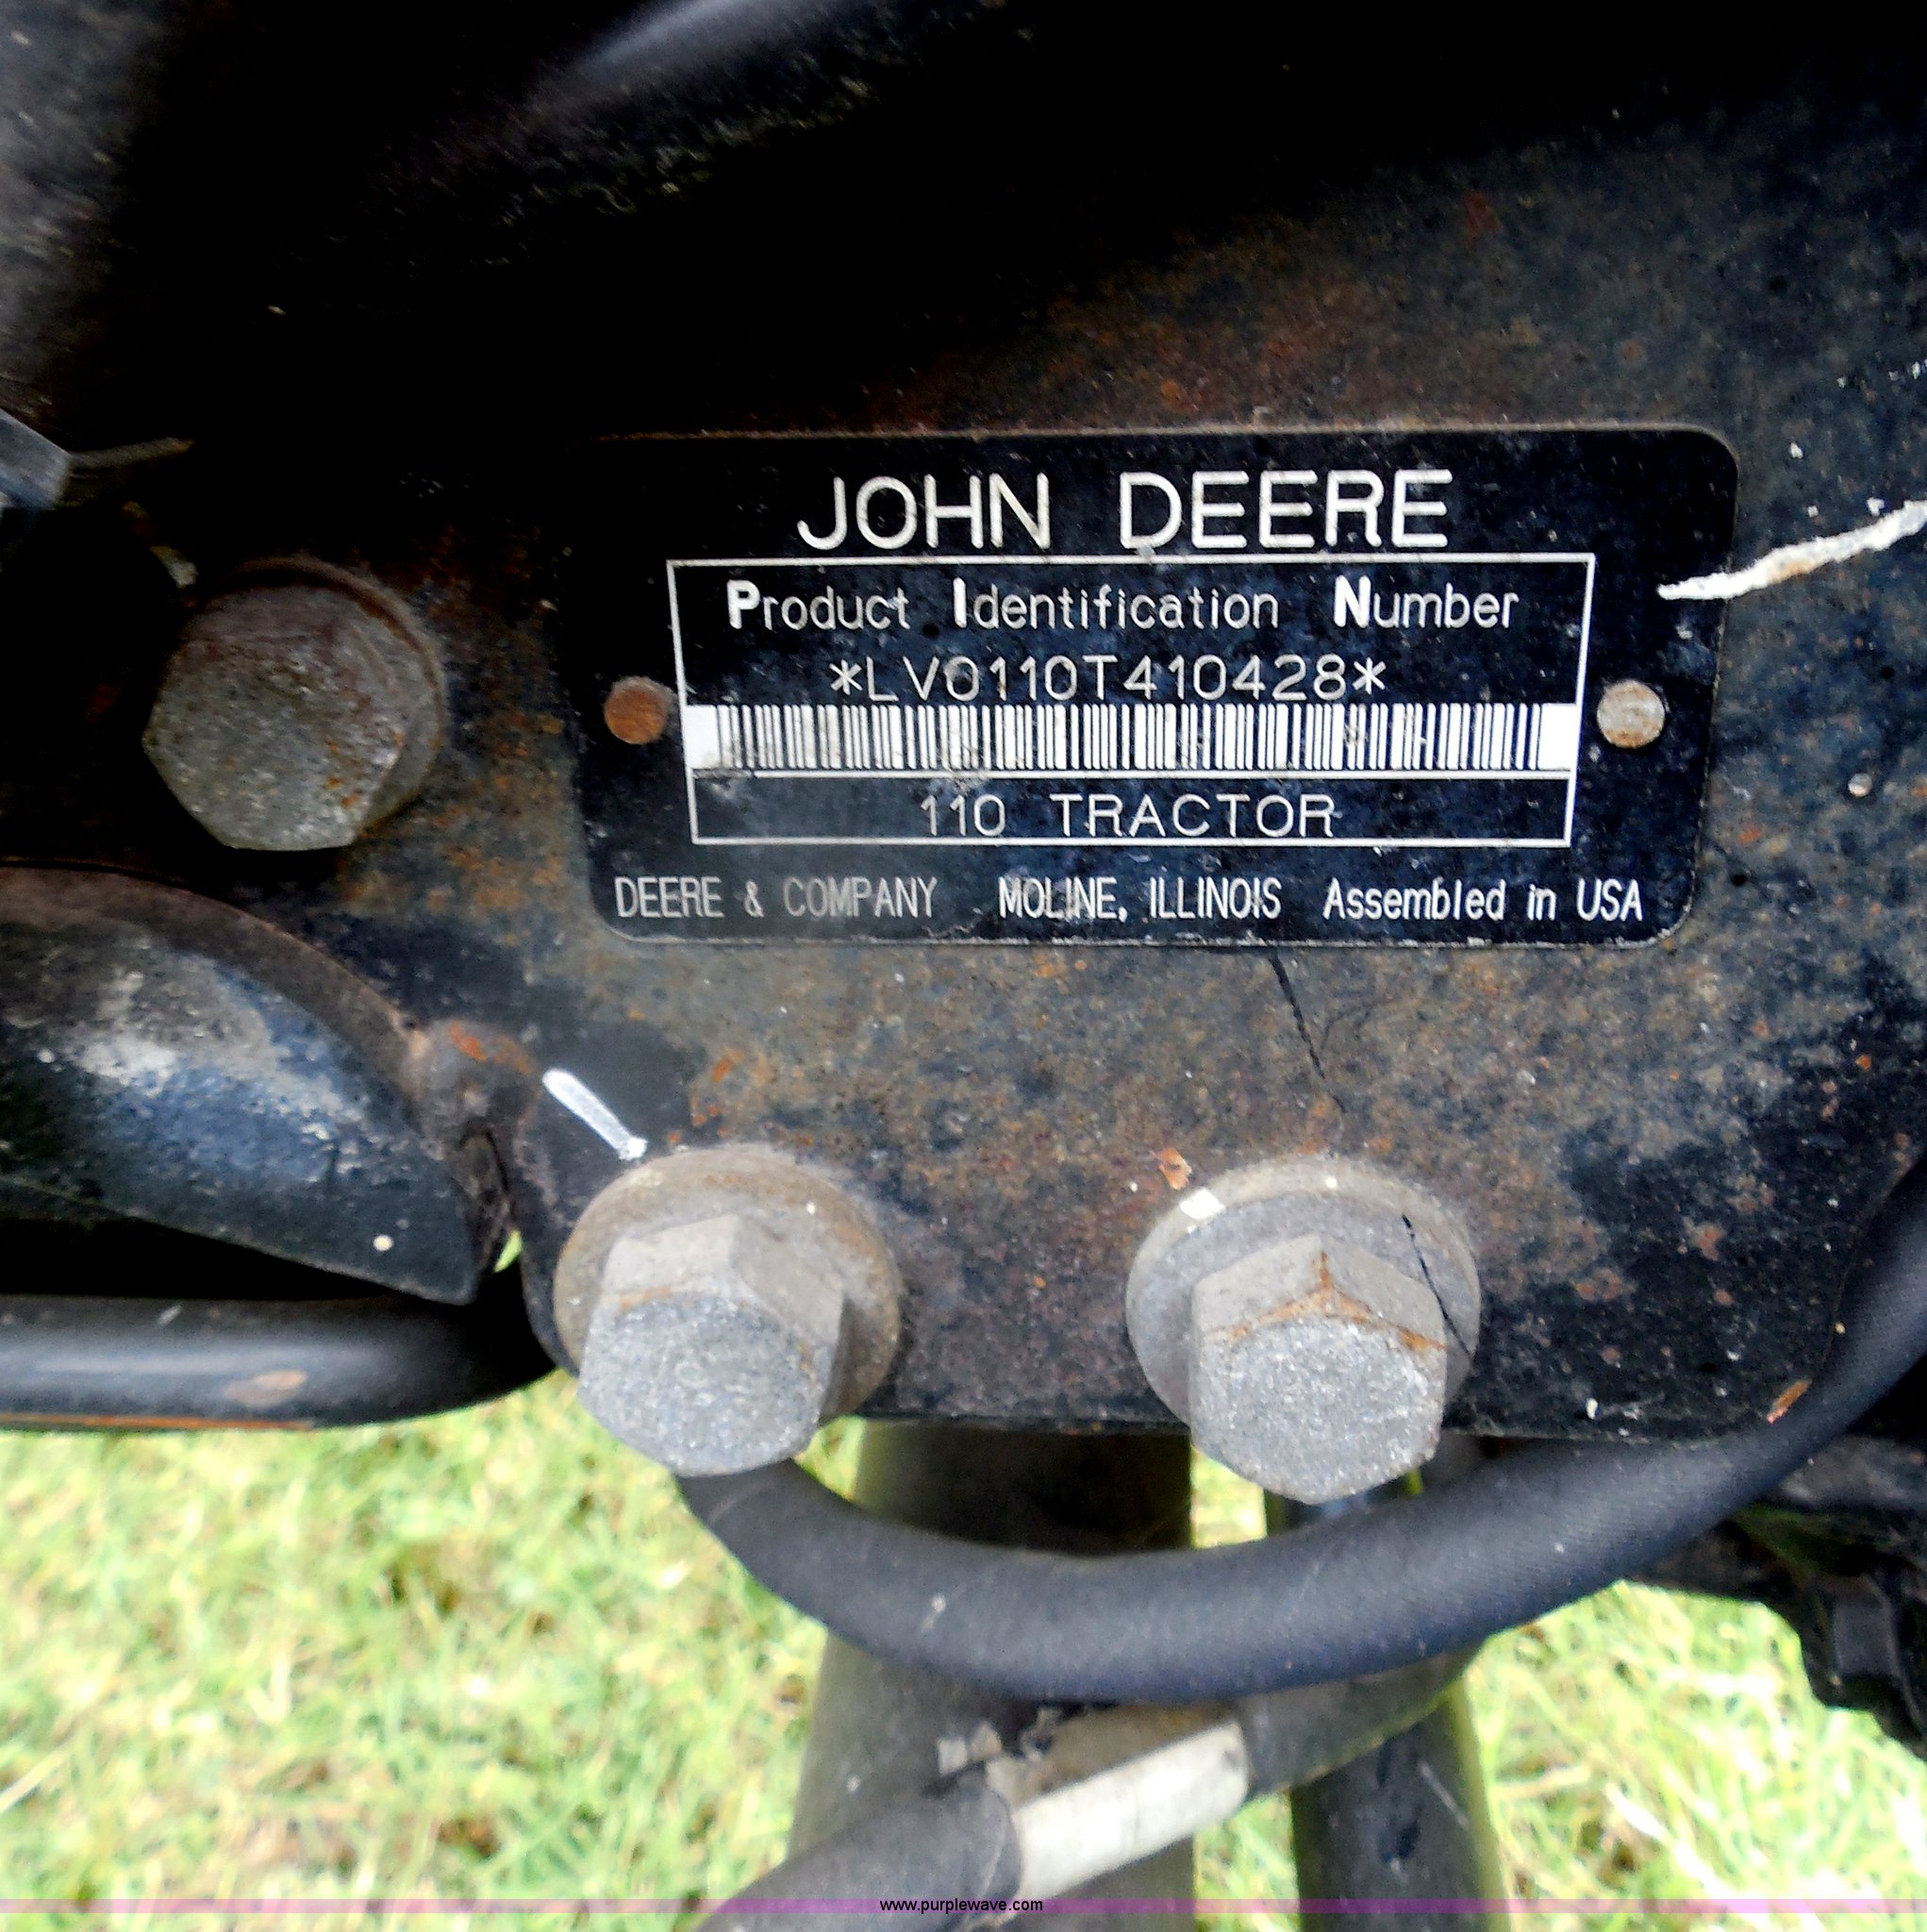 JOHN DEERE
Product Identification Number
*LV0110T410428*
110 TRACTOR
DEERE & COMPANY MOLINE, ILLINOIS Assembled in USA
www.purplewave.com